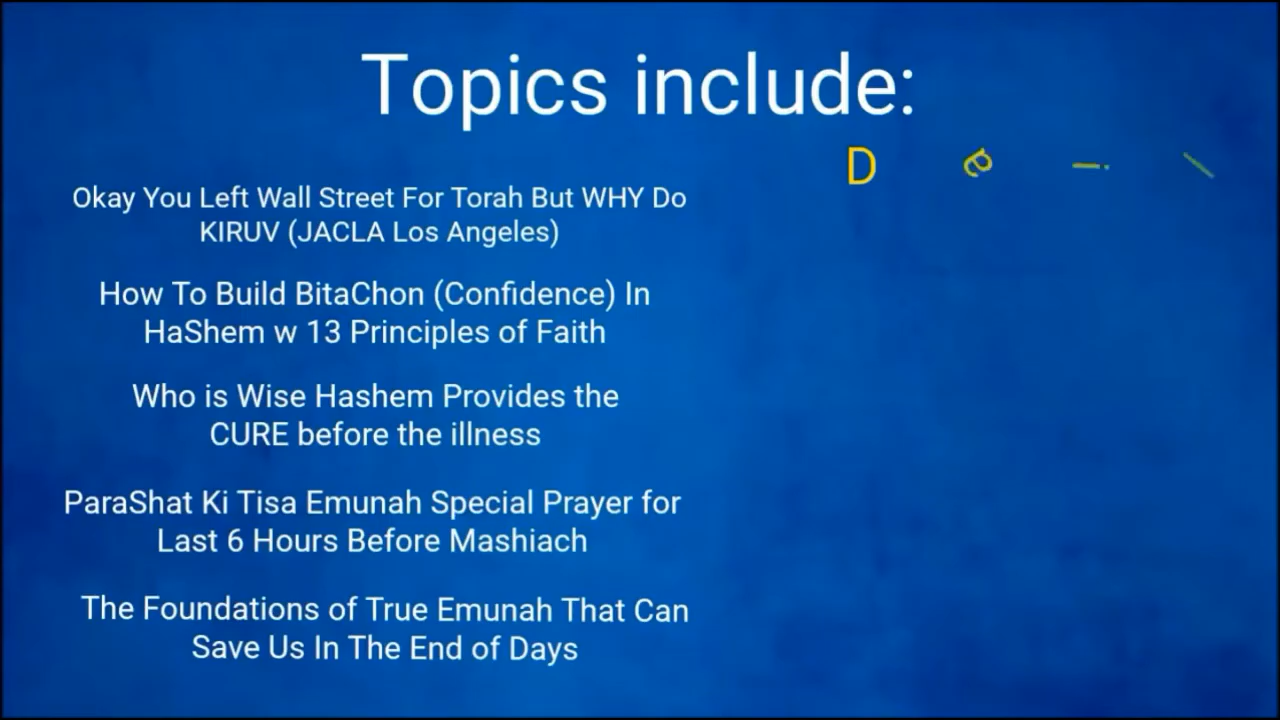 Topics include:
D a i l
Okay You Left Wall Street For Torah But WHY Do
KIRUV (JACLA Los Angeles)
How To Build BitaChon (Confidence) In
HaShem w 13 Principles of Faith
Who is Wise Hashem Provides the
CURE before the illness
ParaShat Ki Tisa Emunah Special Prayer for
Last 6 Hours Before Mashiach
The Foundations of True Emunah That Can
Save Us In The End of Days